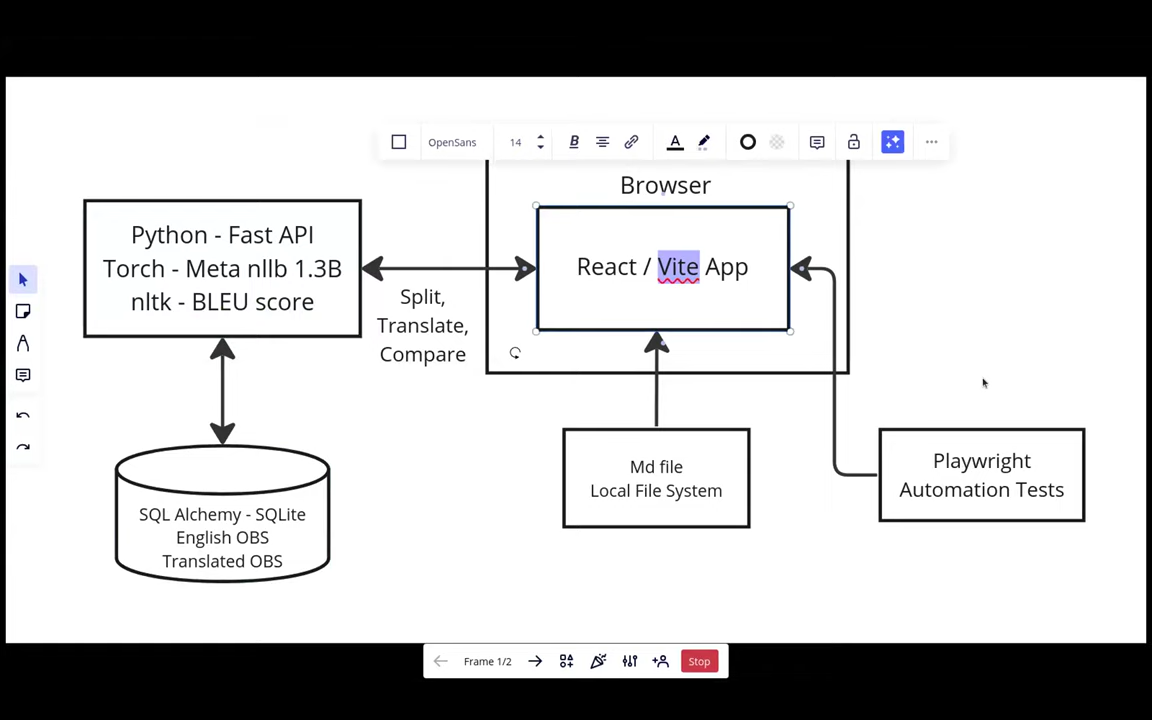 OpenSans
14
B
A
Browser
Python - Fast API
Torch - Meta nllb 1.3B
nltk - BLEU score
React / Vite App
Split,
Translate,
Compare
Md file
Local File System
Playwright
Automation Tests
SQL Alchemy - SQLite
English OBS
Translated OBS
Frame 1/2
Stop